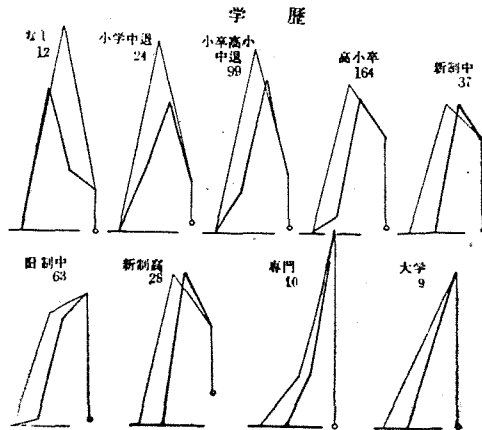 学 歴
なし
12
小学中退
24
小卒高小
中退
99
高小卒
164
新制中
37
旧制中
63
新制高
28
専門
10
大学
9